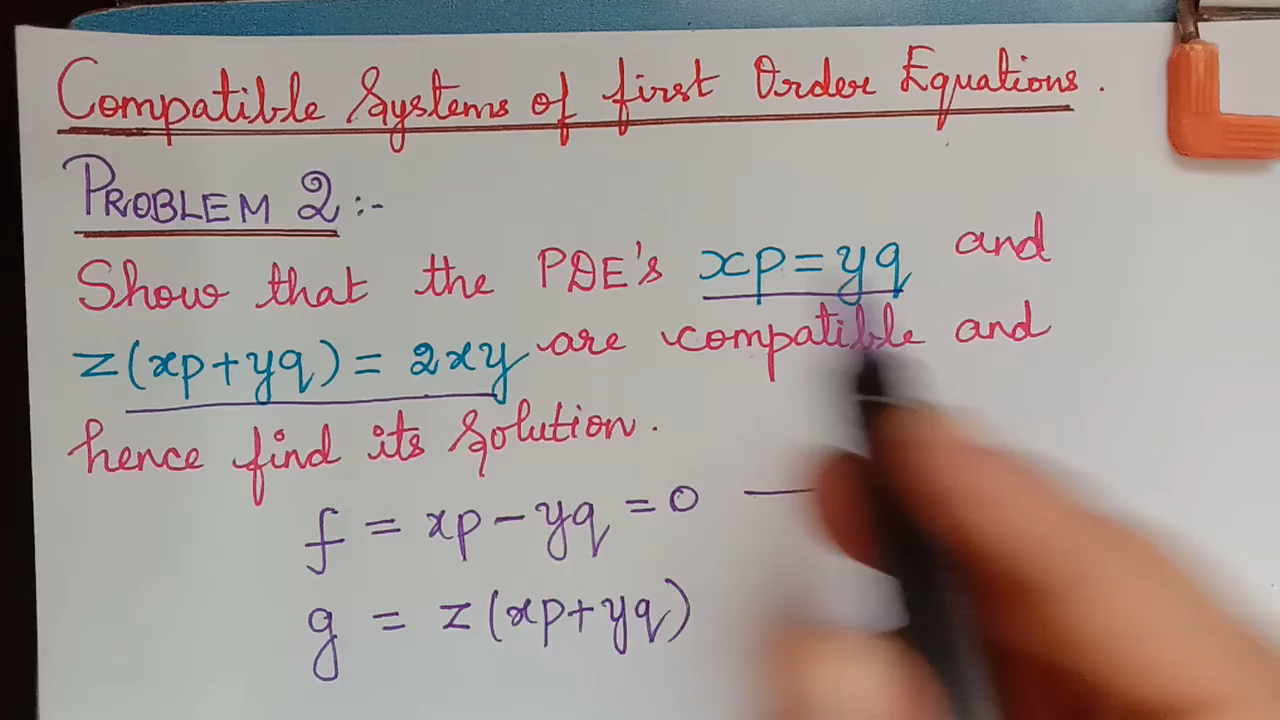 Compatible Systems of first Order Equations.
PROBLEM 2:-
Show that the PDE's xp=yq and
z(xp+yq) = 2xy are compatible and
hence find its solution.
f = xp - yq = 0 —
g = z(xp+yq)